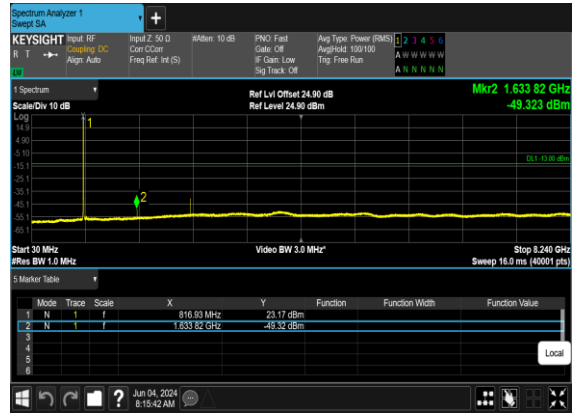 Spectrum Analyzer 1
Swept SA
KEYSIGHT
R T
LW
Input: RF
Coupling: DC
Align: Auto
Input Z: 50 Ω
Corr CCorr
Freq Ref: Int (S)
#Atten: 10 dB
PNO: Fast
Gate: Off
IF Gain: Low
Sig Track: Off
Avg Type: Power (RMS)
Avg|Hold: 100/100
Trig: Free Run
1 2 3 4 5 6
A W W W W W
A N N N N N
1 Spectrum
Scale/Div 10 dB
Ref Lvl Offset 24.90 dB
Ref Level 24.90 dBm
Mkr2 1.633 82 GHz
-49.323 dBm
Log
14.9
4.90
-5.10
-15.1
-25.1
-35.1
-45.1
-55.1
-65.1
1
2
DL1 -13.00 dBm
Start 30 MHz
#Res BW 1.0 MHz
Video BW 3.0 MHz*
Stop 8.240 GHz
Sweep 16.0 ms (40001 pts)
5 Marker Table
Mode Trace Scale X Y Function Function Width Function Value
1 N 1 f 816.93 MHz 23.17 dBm
2 N 1 f 1.633 82 GHz -49.32 dBm
3
4
5
6
Local
?
Jun 04, 2024
8:15:42 AM